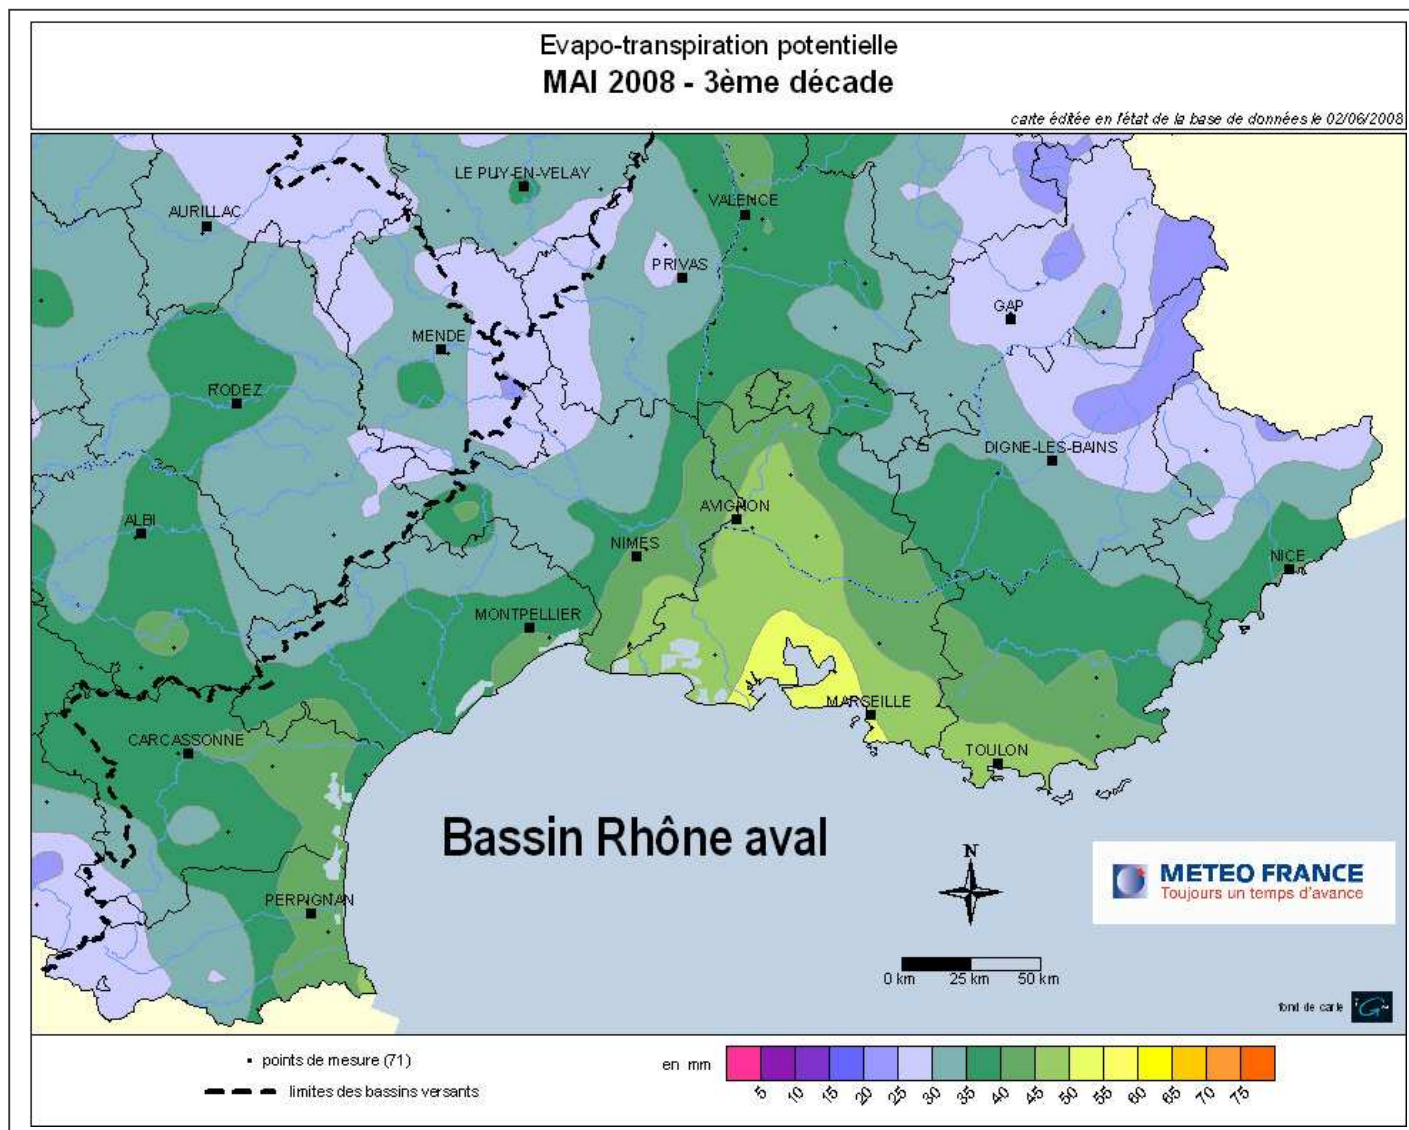 Evapo-transpiration potentielle
MAI 2008 - 3ème décade
carte éditée en l'état de la base de données le 02/06/2008
LE PUY-EN-VELAY
VALENCE
AURILLAC
PRIVAS
GAP
MENDE
RODEZ
DIGNE-LES-BAINS
AVIGNON
ALBI
NIMES
NICE
MONTPELLIER
MARSEILLE
CARCASSONNE
TOULON
Bassin Rhône aval
N
METEO FRANCE
Toujours un temps d'avance
PERPIGNAN
0 km 25 km 50 km
fond de carte
points de mesure (71)
en mm
limites des bassins versants
5 10 15 20 25 30 35 40 45 50 55 60 65 70 75